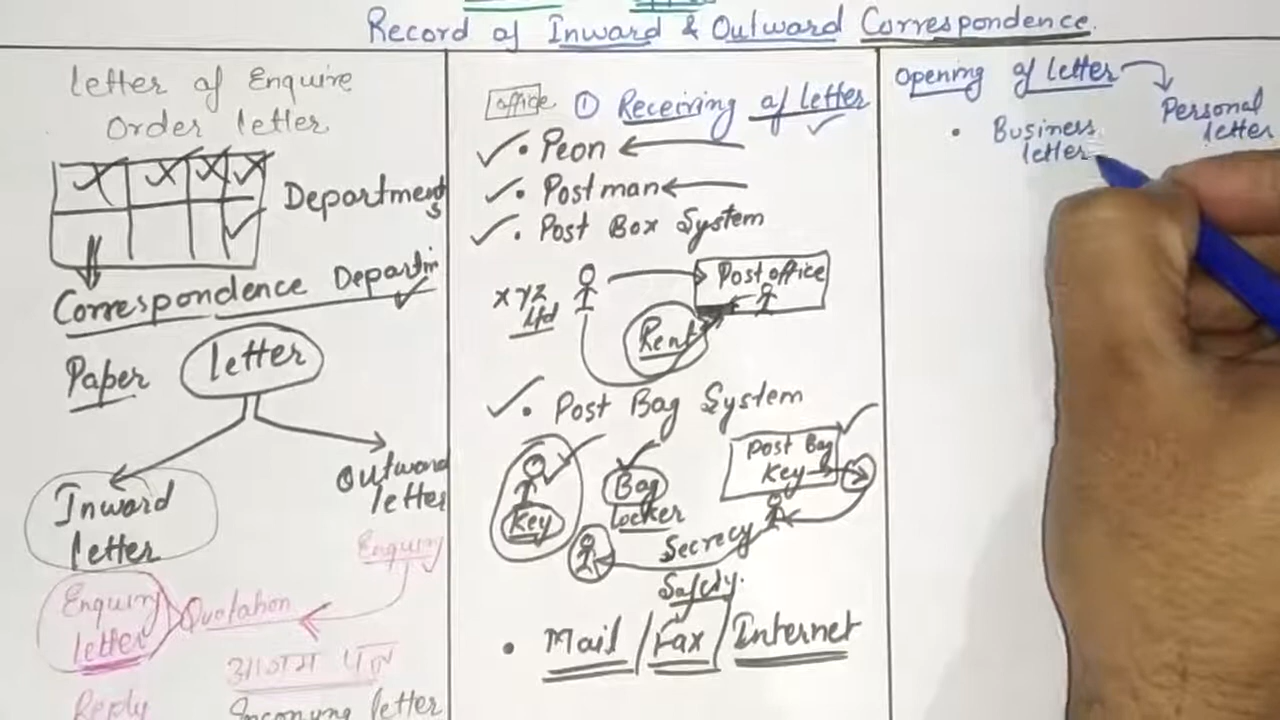 Record of Inward & Outward Correspondence.
letter of Enquire
Order letter
Departments
Correspondence Departm
Paper
letter
Inward
letter
Outward
letter
Enquiry
Enquiry
letter
Quotation
Reply
Incoming letter
office
① Receiving of letter
• Peon
• Postman
• Post Box System
xyz
Ltd
Post office
Rent
• Post Bag System
Key
Bag
Locker
Post Bag
Key
Secrecy
Safety.
• Mail / Fax / Internet
Opening of letter
Personal
letter
• Business
letter